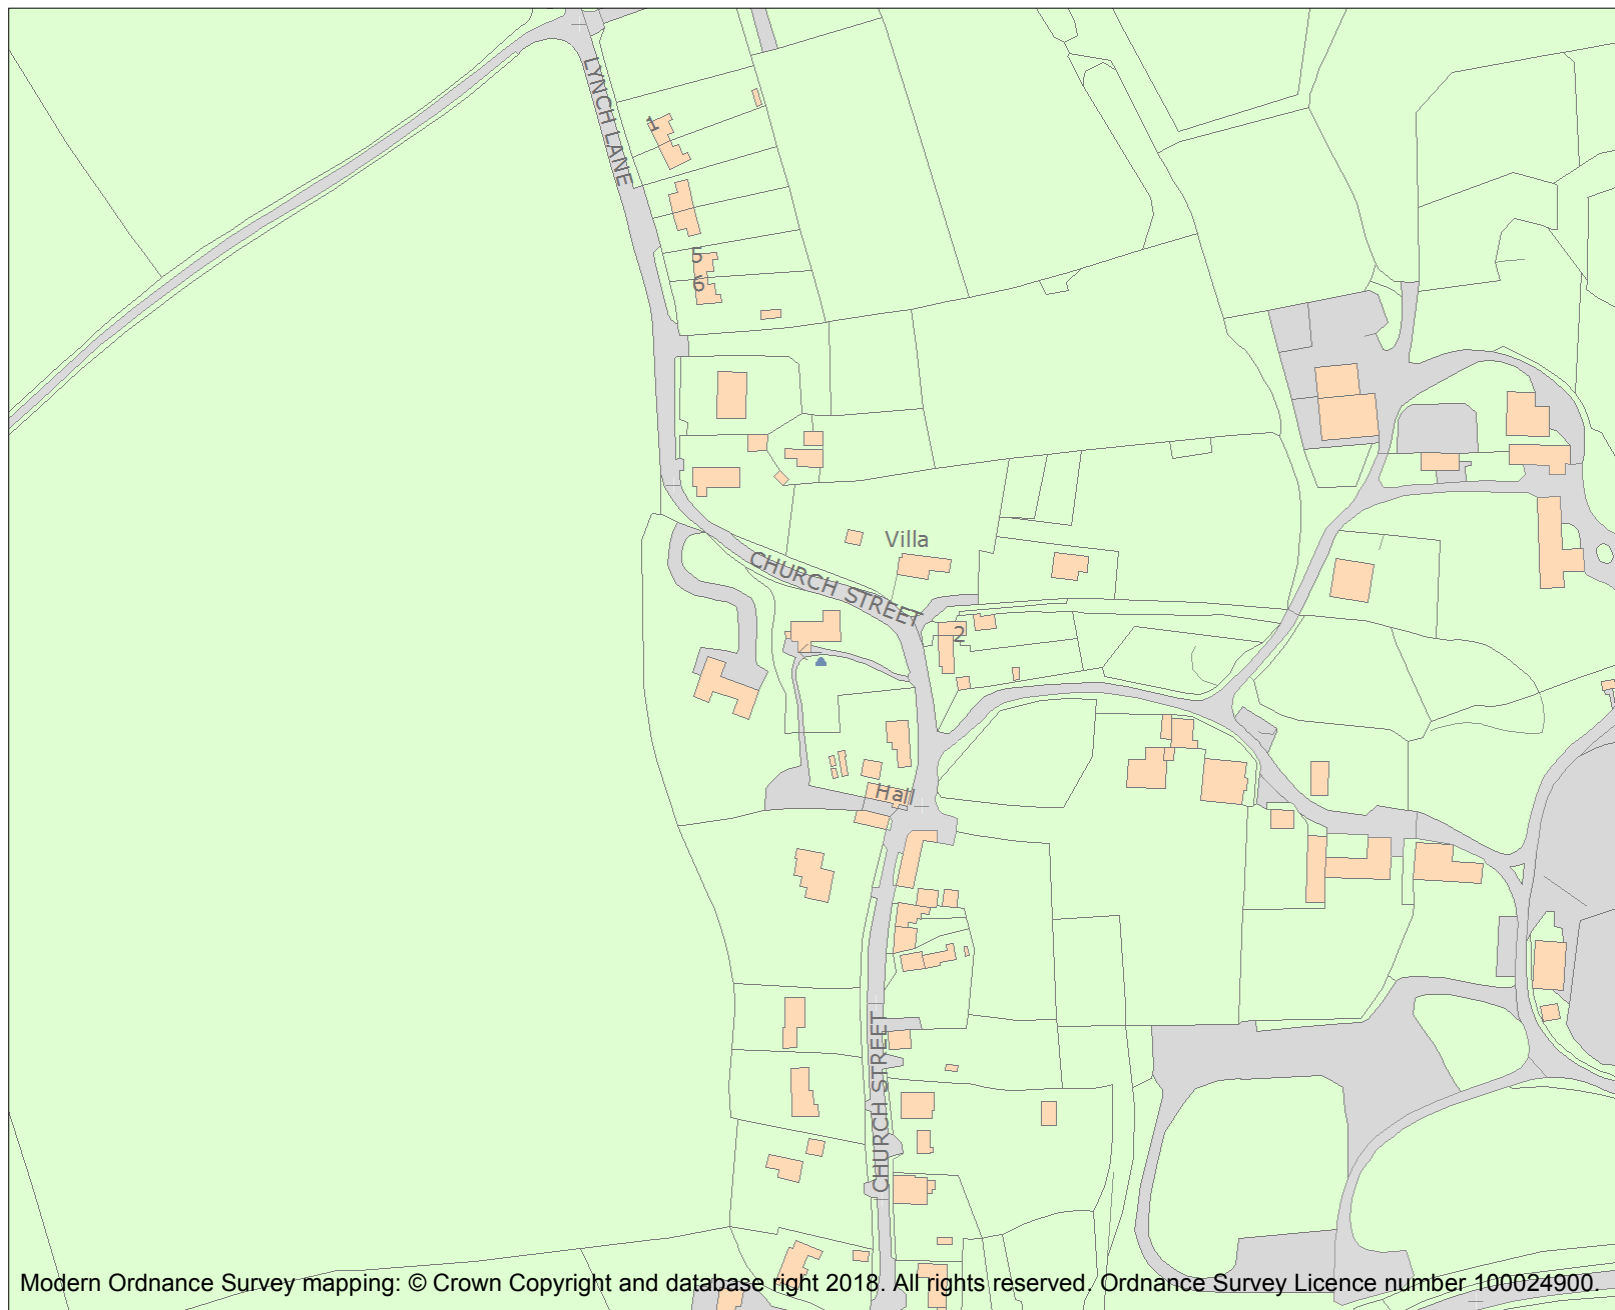 LYNCH LANE
1
5
6
Villa
CHURCH STREET
2
Hall
CHURCH STREET
Modern Ordnance Survey mapping: © Crown Copyright and database right 2018. All rights reserved. Ordnance Survey Licence number 100024900.